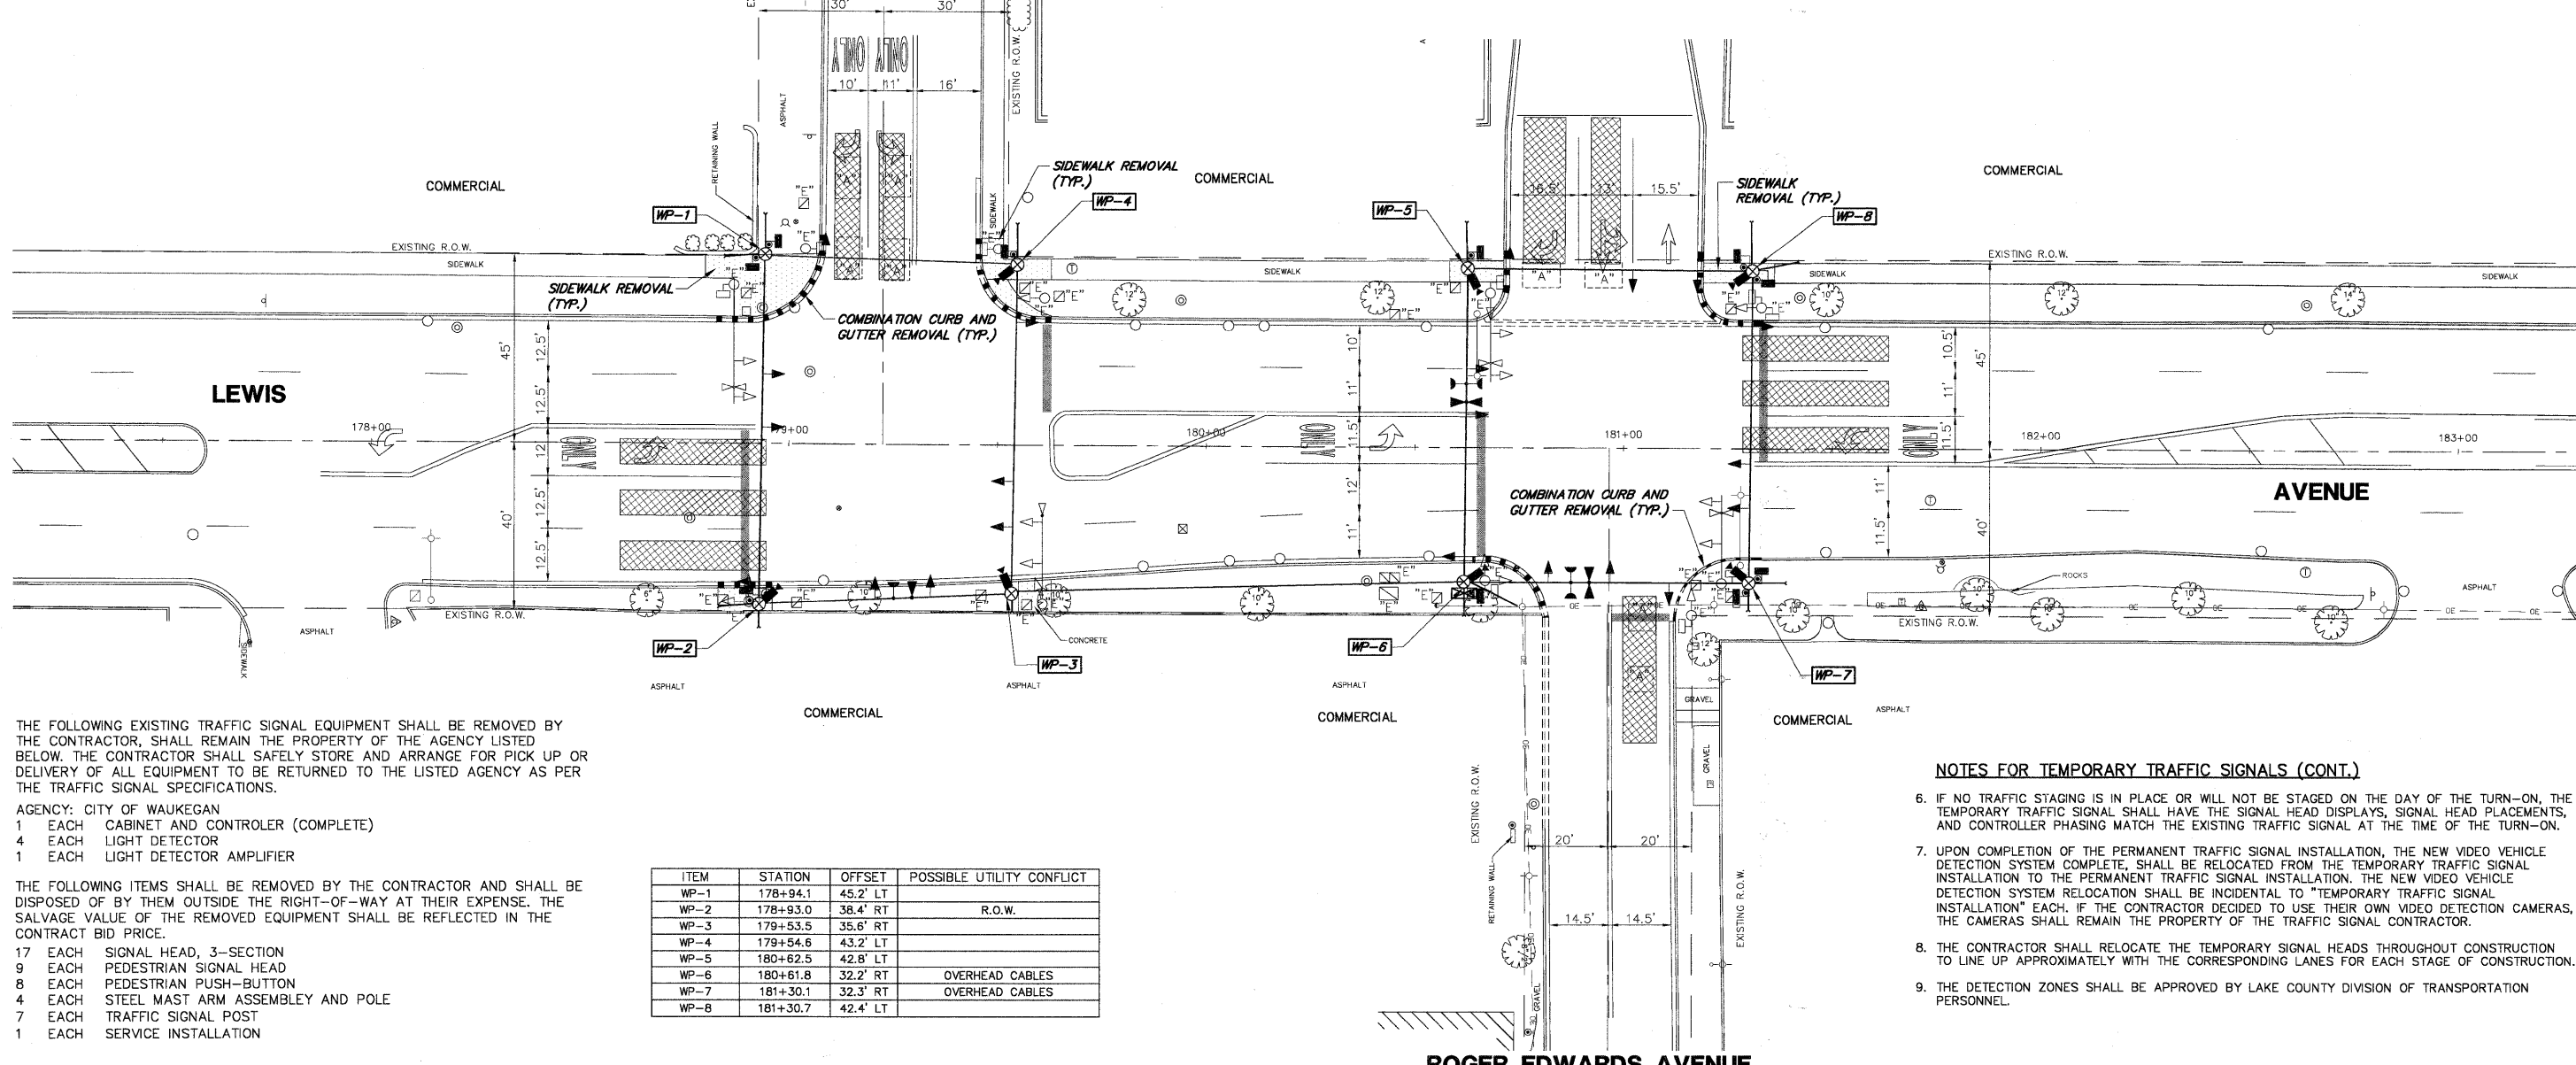 30' 30'
EXISTING R.O.W.
ONLY ONLY
10' 11' 16'
ASPHALT
RETAINING WALL
COMMERCIAL
SIDEWALK REMOVAL
(TYP.)
COMMERCIAL
WP-1
WP-4
WP-5
16.5' 13' 15.5'
SIDEWALK
REMOVAL (TYP.)
WP-8
COMMERCIAL
EXISTING R.O.W.
SIDEWALK
SIDEWALK
SIDEWALK
EXISTING R.O.W.
SIDEWALK
SIDEWALK
"E" "E" "E" "E" "E" "E"
"A" "A" "A" "A" "A" "A"
SIDEWALK REMOVAL
(TYP.)
COMBINATION CURB AND
GUTTER REMOVAL (TYP.)
12" 12" 10" 12" 14"
45' 12.5' 12.5' 12' 12.5' 12.5' 40'
10' 11' 11.5' 12' 11'
10.5' 11' 11.5' 45' 11' 11.5' 40'
LEWIS
178+00 179+00 180+00 181+00 182+00 183+00
ONLY ONLY ONLY
COMBINATION CURB AND
GUTTER REMOVAL (TYP.)
AVENUE
EXISTING R.O.W.
ASPHALT
SIDEWALK
WP-2
CONCRETE
WP-3
WP-6
WP-7
ROCKS
ASPHALT
OE OE OE OE OE OE
EXISTING R.O.W.
ASPHALT
ASPHALT
ASPHALT
ASPHALT
COMMERCIAL
COMMERCIAL
COMMERCIAL
"A"
GRAVEL
GRAVEL
EXISTING R.O.W.
RETAINING WALL
20' 20'
14.5' 14.5'
EXISTING R.O.W.
GRAVEL
ROGER EDWARDS AVENUE
THE FOLLOWING EXISTING TRAFFIC SIGNAL EQUIPMENT SHALL BE REMOVED BY
THE CONTRACTOR, SHALL REMAIN THE PROPERTY OF THE AGENCY LISTED
BELOW. THE CONTRACTOR SHALL SAFELY STORE AND ARRANGE FOR PICK UP OR
DELIVERY OF ALL EQUIPMENT TO BE RETURNED TO THE LISTED AGENCY AS PER
THE TRAFFIC SIGNAL SPECIFICATIONS.
AGENCY: CITY OF WAUKEGAN
1 EACH CABINET AND CONTROLER (COMPLETE)
4 EACH LIGHT DETECTOR
1 EACH LIGHT DETECTOR AMPLIFIER
THE FOLLOWING ITEMS SHALL BE REMOVED BY THE CONTRACTOR AND SHALL BE
DISPOSED OF BY THEM OUTSIDE THE RIGHT-OF-WAY AT THEIR EXPENSE. THE
SALVAGE VALUE OF THE REMOVED EQUIPMENT SHALL BE REFLECTED IN THE
CONTRACT BID PRICE.
17 EACH SIGNAL HEAD, 3-SECTION
9 EACH PEDESTRIAN SIGNAL HEAD
8 EACH PEDESTRIAN PUSH-BUTTON
4 EACH STEEL MAST ARM ASSEMBLEY AND POLE
7 EACH TRAFFIC SIGNAL POST
1 EACH SERVICE INSTALLATION
ITEM STATION OFFSET POSSIBLE UTILITY CONFLICT
WP-1 178+94.1 45.2' LT
WP-2 178+93.0 38.4' RT R.O.W.
WP-3 179+53.5 35.6' RT
WP-4 179+54.6 43.2' LT
WP-5 180+62.5 42.8' LT
WP-6 180+61.8 32.2' RT OVERHEAD CABLES
WP-7 181+30.1 32.3' RT OVERHEAD CABLES
WP-8 181+30.7 42.4' LT
NOTES FOR TEMPORARY TRAFFIC SIGNALS (CONT.)
6. IF NO TRAFFIC STAGING IS IN PLACE OR WILL NOT BE STAGED ON THE DAY OF THE TURN-ON, THE
TEMPORARY TRAFFIC SIGNAL SHALL HAVE THE SIGNAL HEAD DISPLAYS, SIGNAL HEAD PLACEMENTS,
AND CONTROLLER PHASING MATCH THE EXISTING TRAFFIC SIGNAL AT THE TIME OF THE TURN-ON.
7. UPON COMPLETION OF THE PERMANENT TRAFFIC SIGNAL INSTALLATION, THE NEW VIDEO VEHICLE
DETECTION SYSTEM COMPLETE, SHALL BE RELOCATED FROM THE TEMPORARY TRAFFIC SIGNAL
INSTALLATION TO THE PERMANENT TRAFFIC SIGNAL INSTALLATION. THE NEW VIDEO VEHICLE
DETECTION SYSTEM RELOCATION SHALL BE INCIDENTAL TO "TEMPORARY TRAFFIC SIGNAL
INSTALLATION" EACH. IF THE CONTRACTOR DECIDED TO USE THEIR OWN VIDEO DETECTION CAMERAS,
THE CAMERAS SHALL REMAIN THE PROPERTY OF THE TRAFFIC SIGNAL CONTRACTOR.
8. THE CONTRACTOR SHALL RELOCATE THE TEMPORARY SIGNAL HEADS THROUGHOUT CONSTRUCTION
TO LINE UP APPROXIMATELY WITH THE CORRESPONDING LANES FOR EACH STAGE OF CONSTRUCTION.
9. THE DETECTION ZONES SHALL BE APPROVED BY LAKE COUNTY DIVISION OF TRANSPORTATION
PERSONNEL.